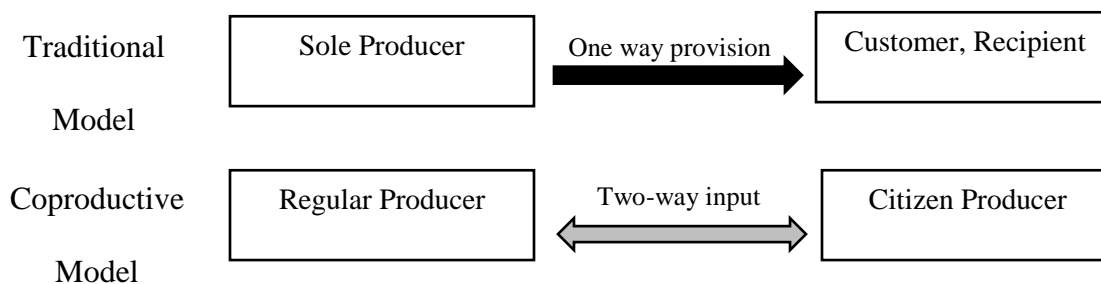 Traditional
Model
Sole Producer
One way provision
Customer, Recipient
Coproductive
Model
Regular Producer
Two-way input
Citizen Producer